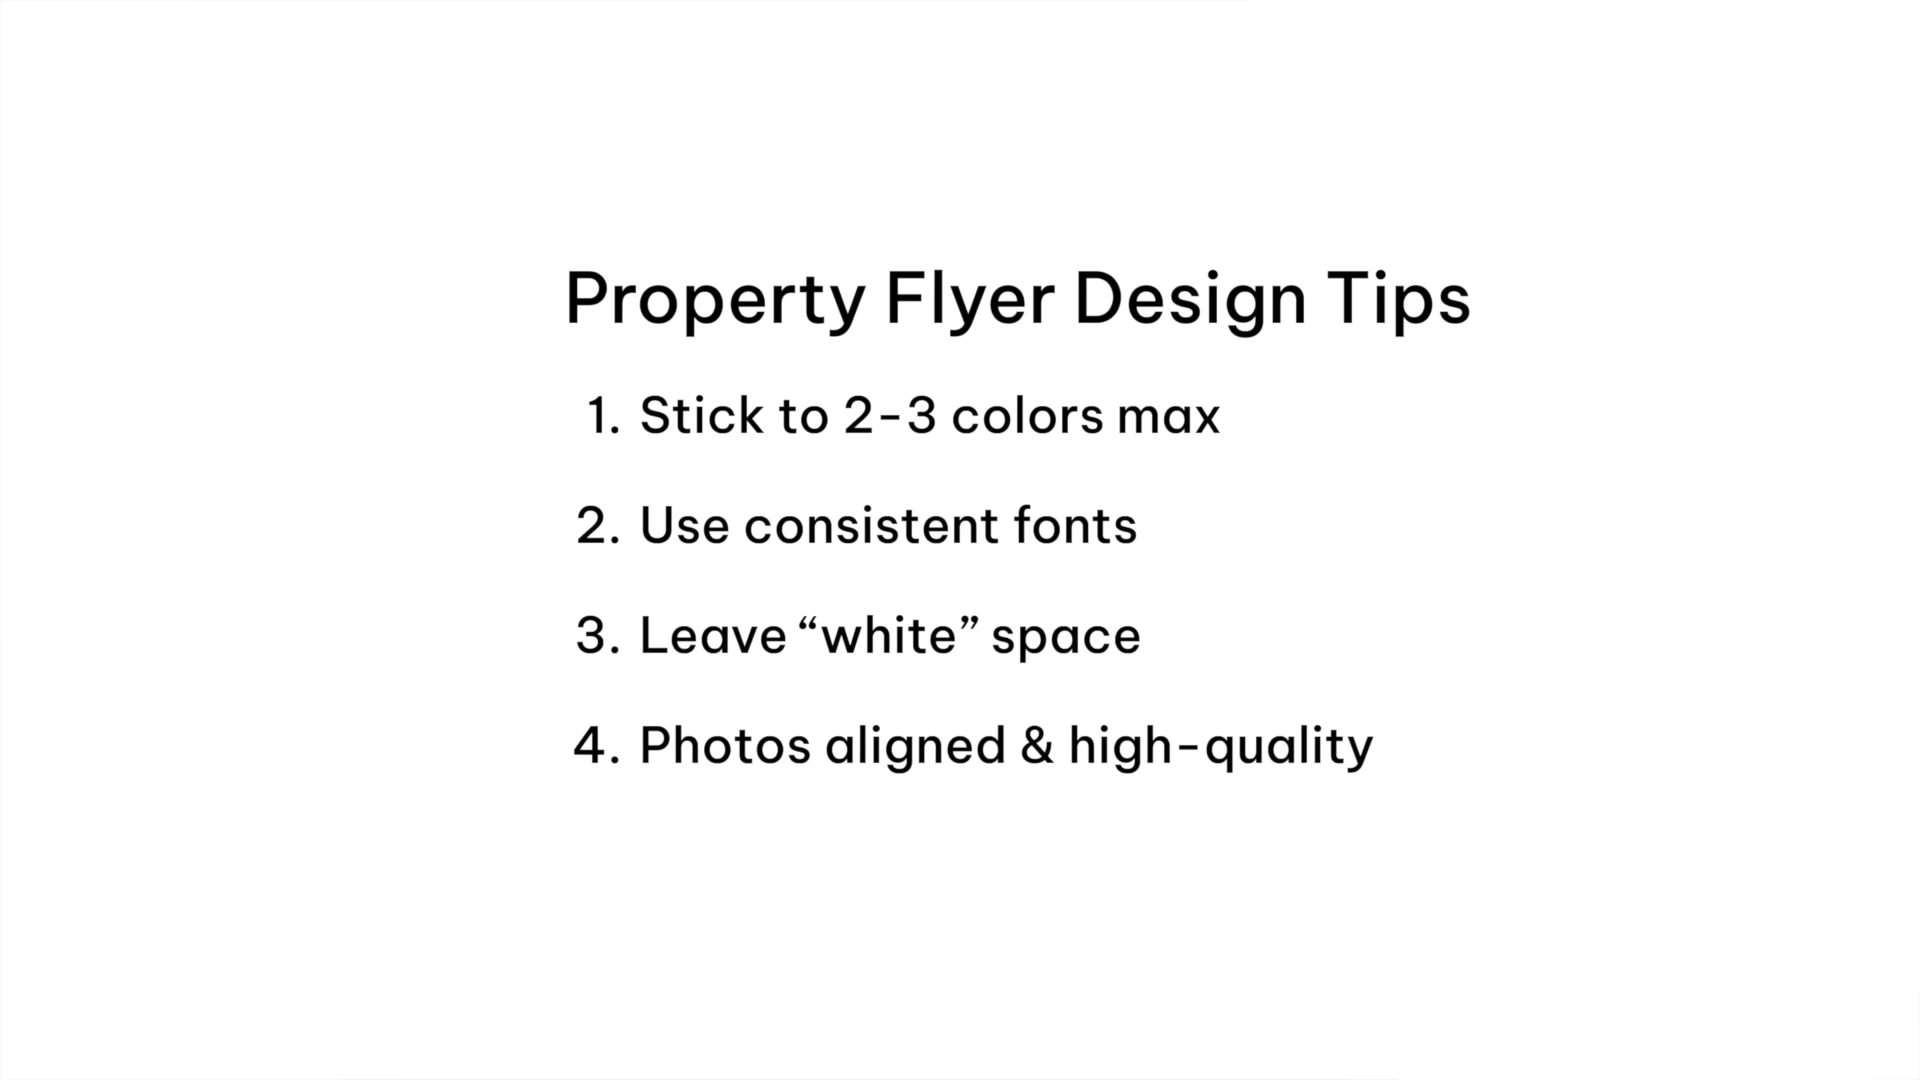 Property Flyer Design Tips
1. Stick to 2-3 colors max
2. Use consistent fonts
3. Leave “white” space
4. Photos aligned & high-quality